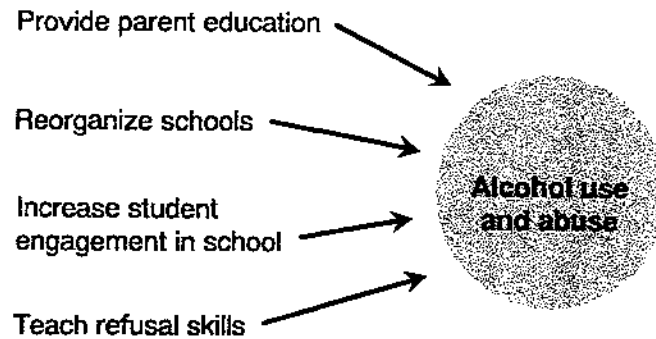 Provide parent education
Reorganize schools
Increase student
engagement in school
Teach refusal skills
Alcohol use
and abuse